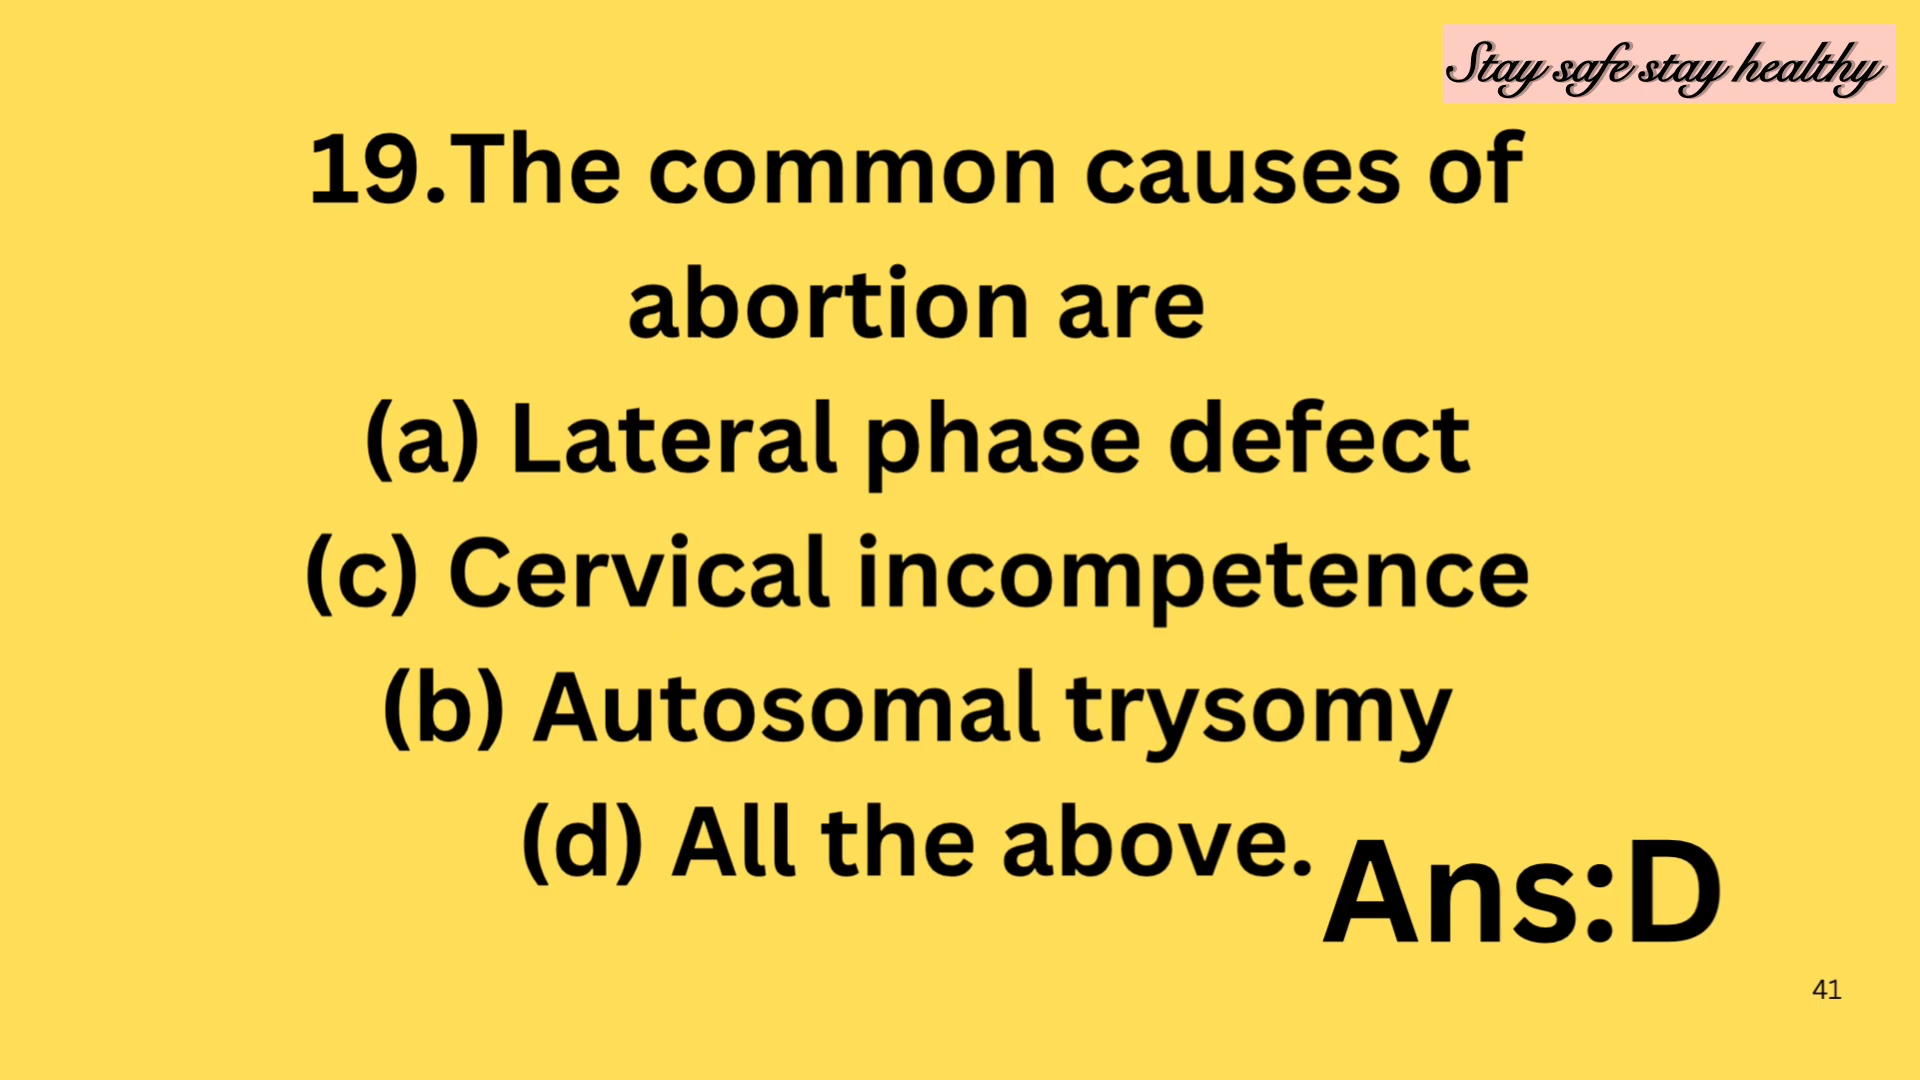 Stay safe stay healthy
19.The common causes of
abortion are
(a) Lateral phase defect
(c) Cervical incompetence
(b) Autosomal trysomy
(d) All the above.
Ans:D
41